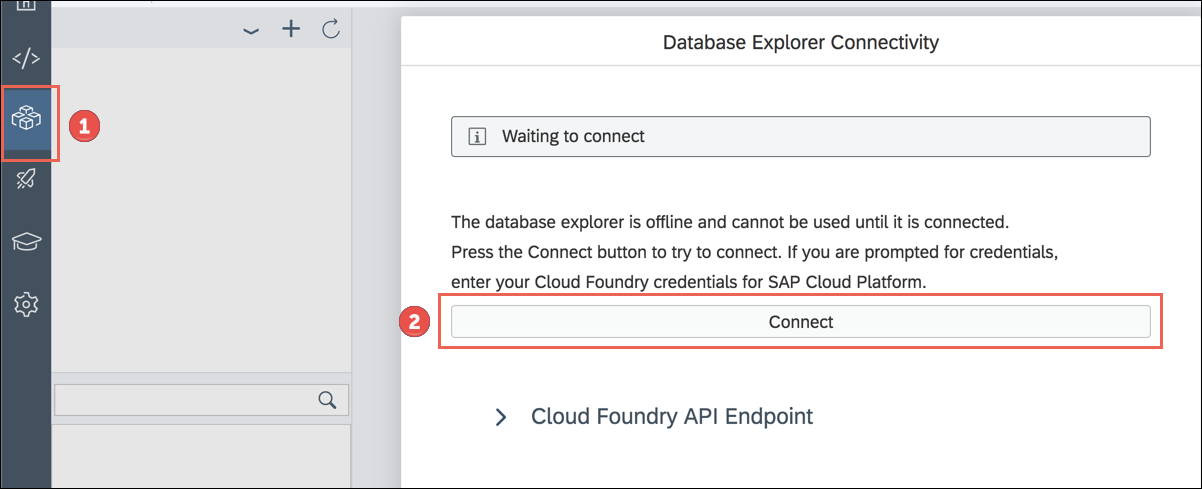 Database Explorer Connectivity
1
Waiting to connect
The database explorer is offline and cannot be used until it is connected.
Press the Connect button to try to connect. If you are prompted for credentials,
enter your Cloud Foundry credentials for SAP Cloud Platform.
2
Connect
Cloud Foundry API Endpoint